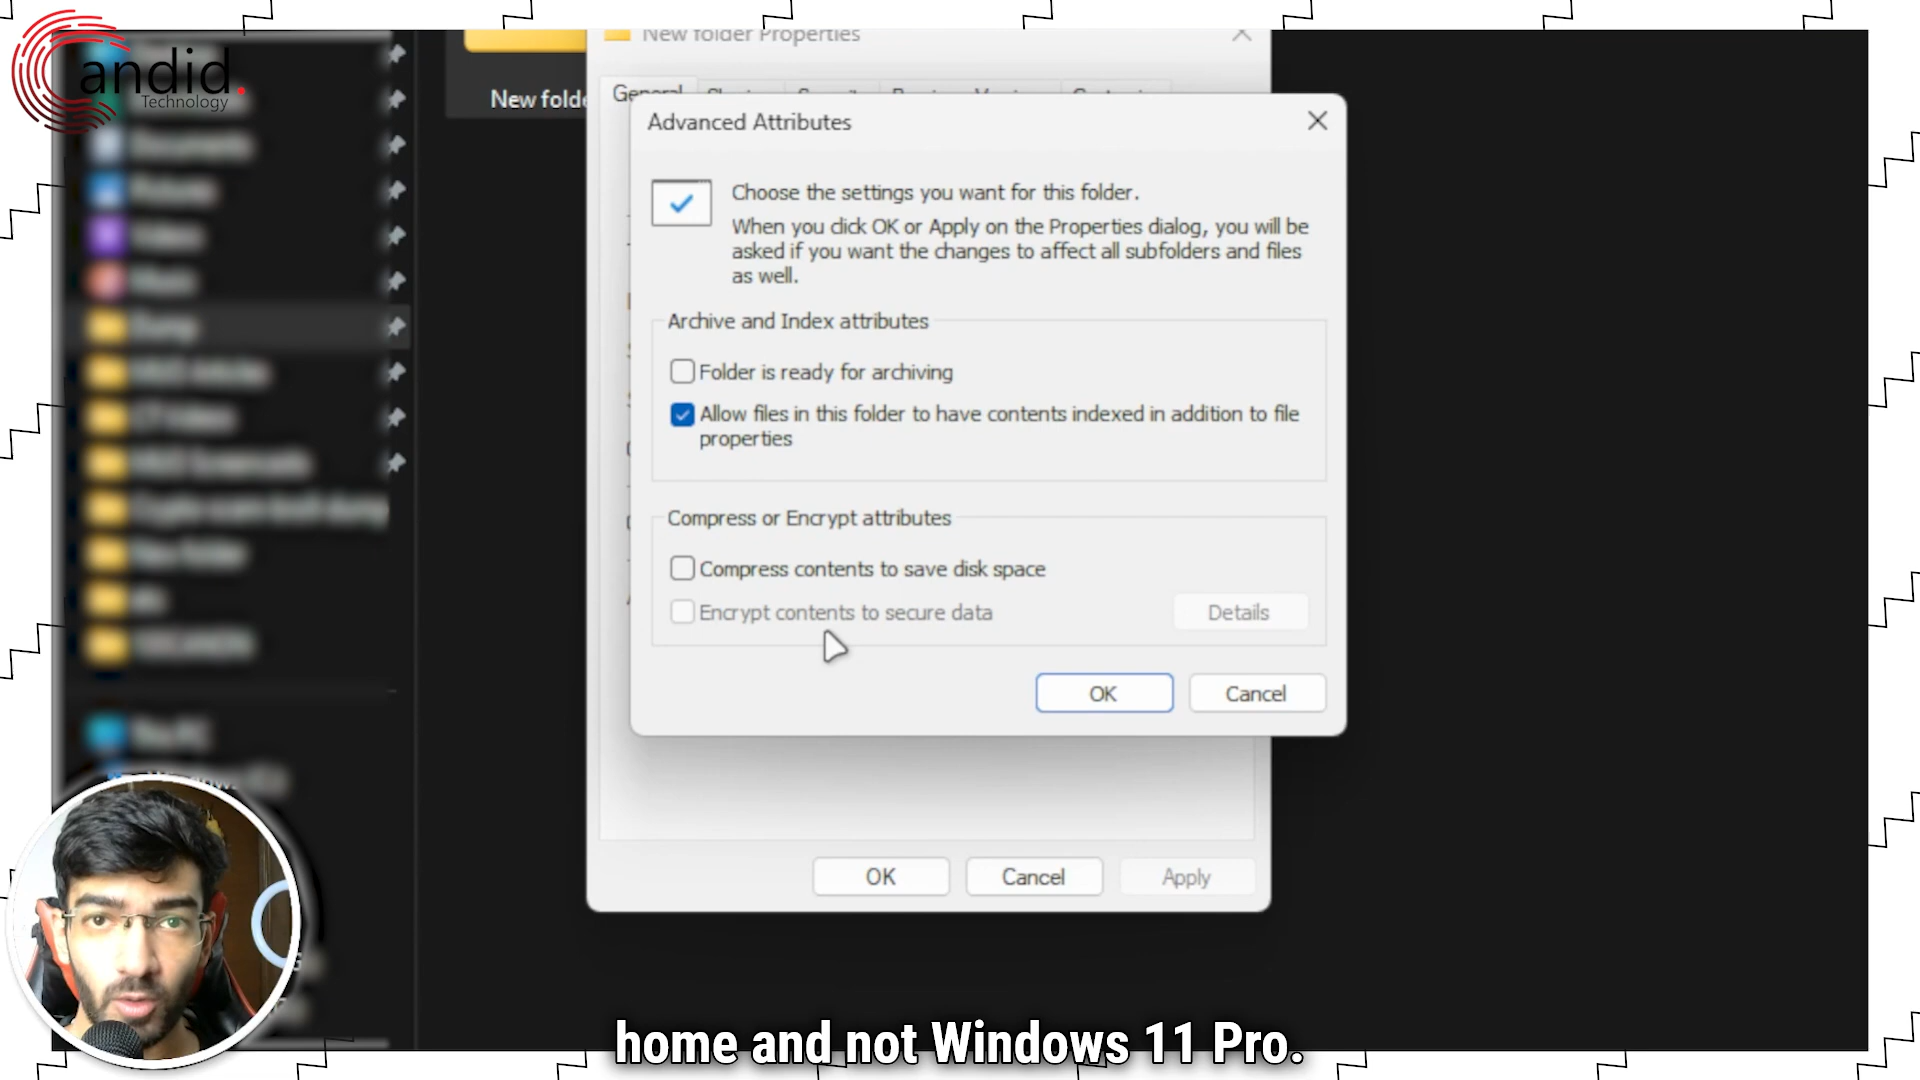 andid.
Technology
New folder Properties
New folde
General
Advanced Attributes
Choose the settings you want for this folder.
When you click OK or Apply on the Properties dialog, you will be
asked if you want the changes to affect all subfolders and files
as well.
Archive and Index attributes
Folder is ready for archiving
Allow files in this folder to have contents indexed in addition to file
properties
Compress or Encrypt attributes
Compress contents to save disk space
Encrypt contents to secure data
Details
OK
Cancel
OK
Cancel
Apply
home and not Windows 11 Pro.